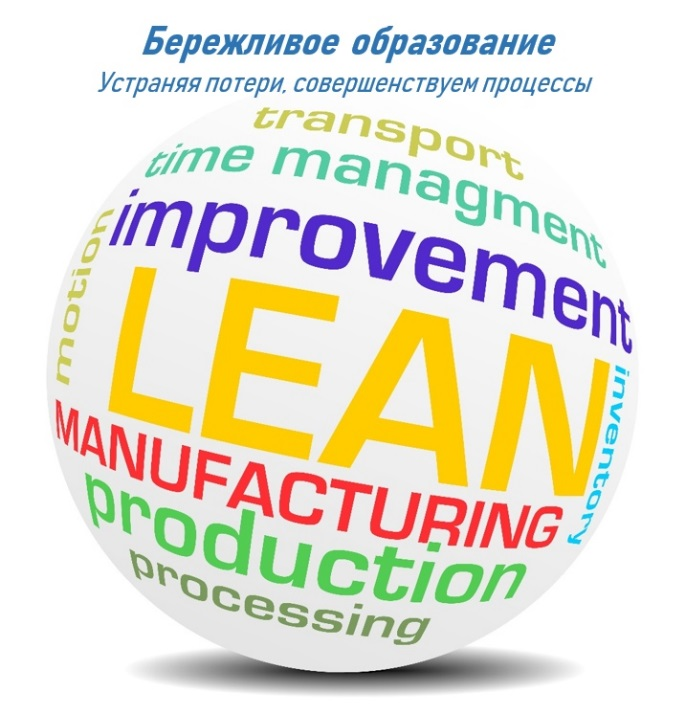 Бережливое образование
Устраняя потери, совершенствуем процессы
transport
time managment
improvement
motion
LEAN
inventory
MANUFACTURING
production
processing